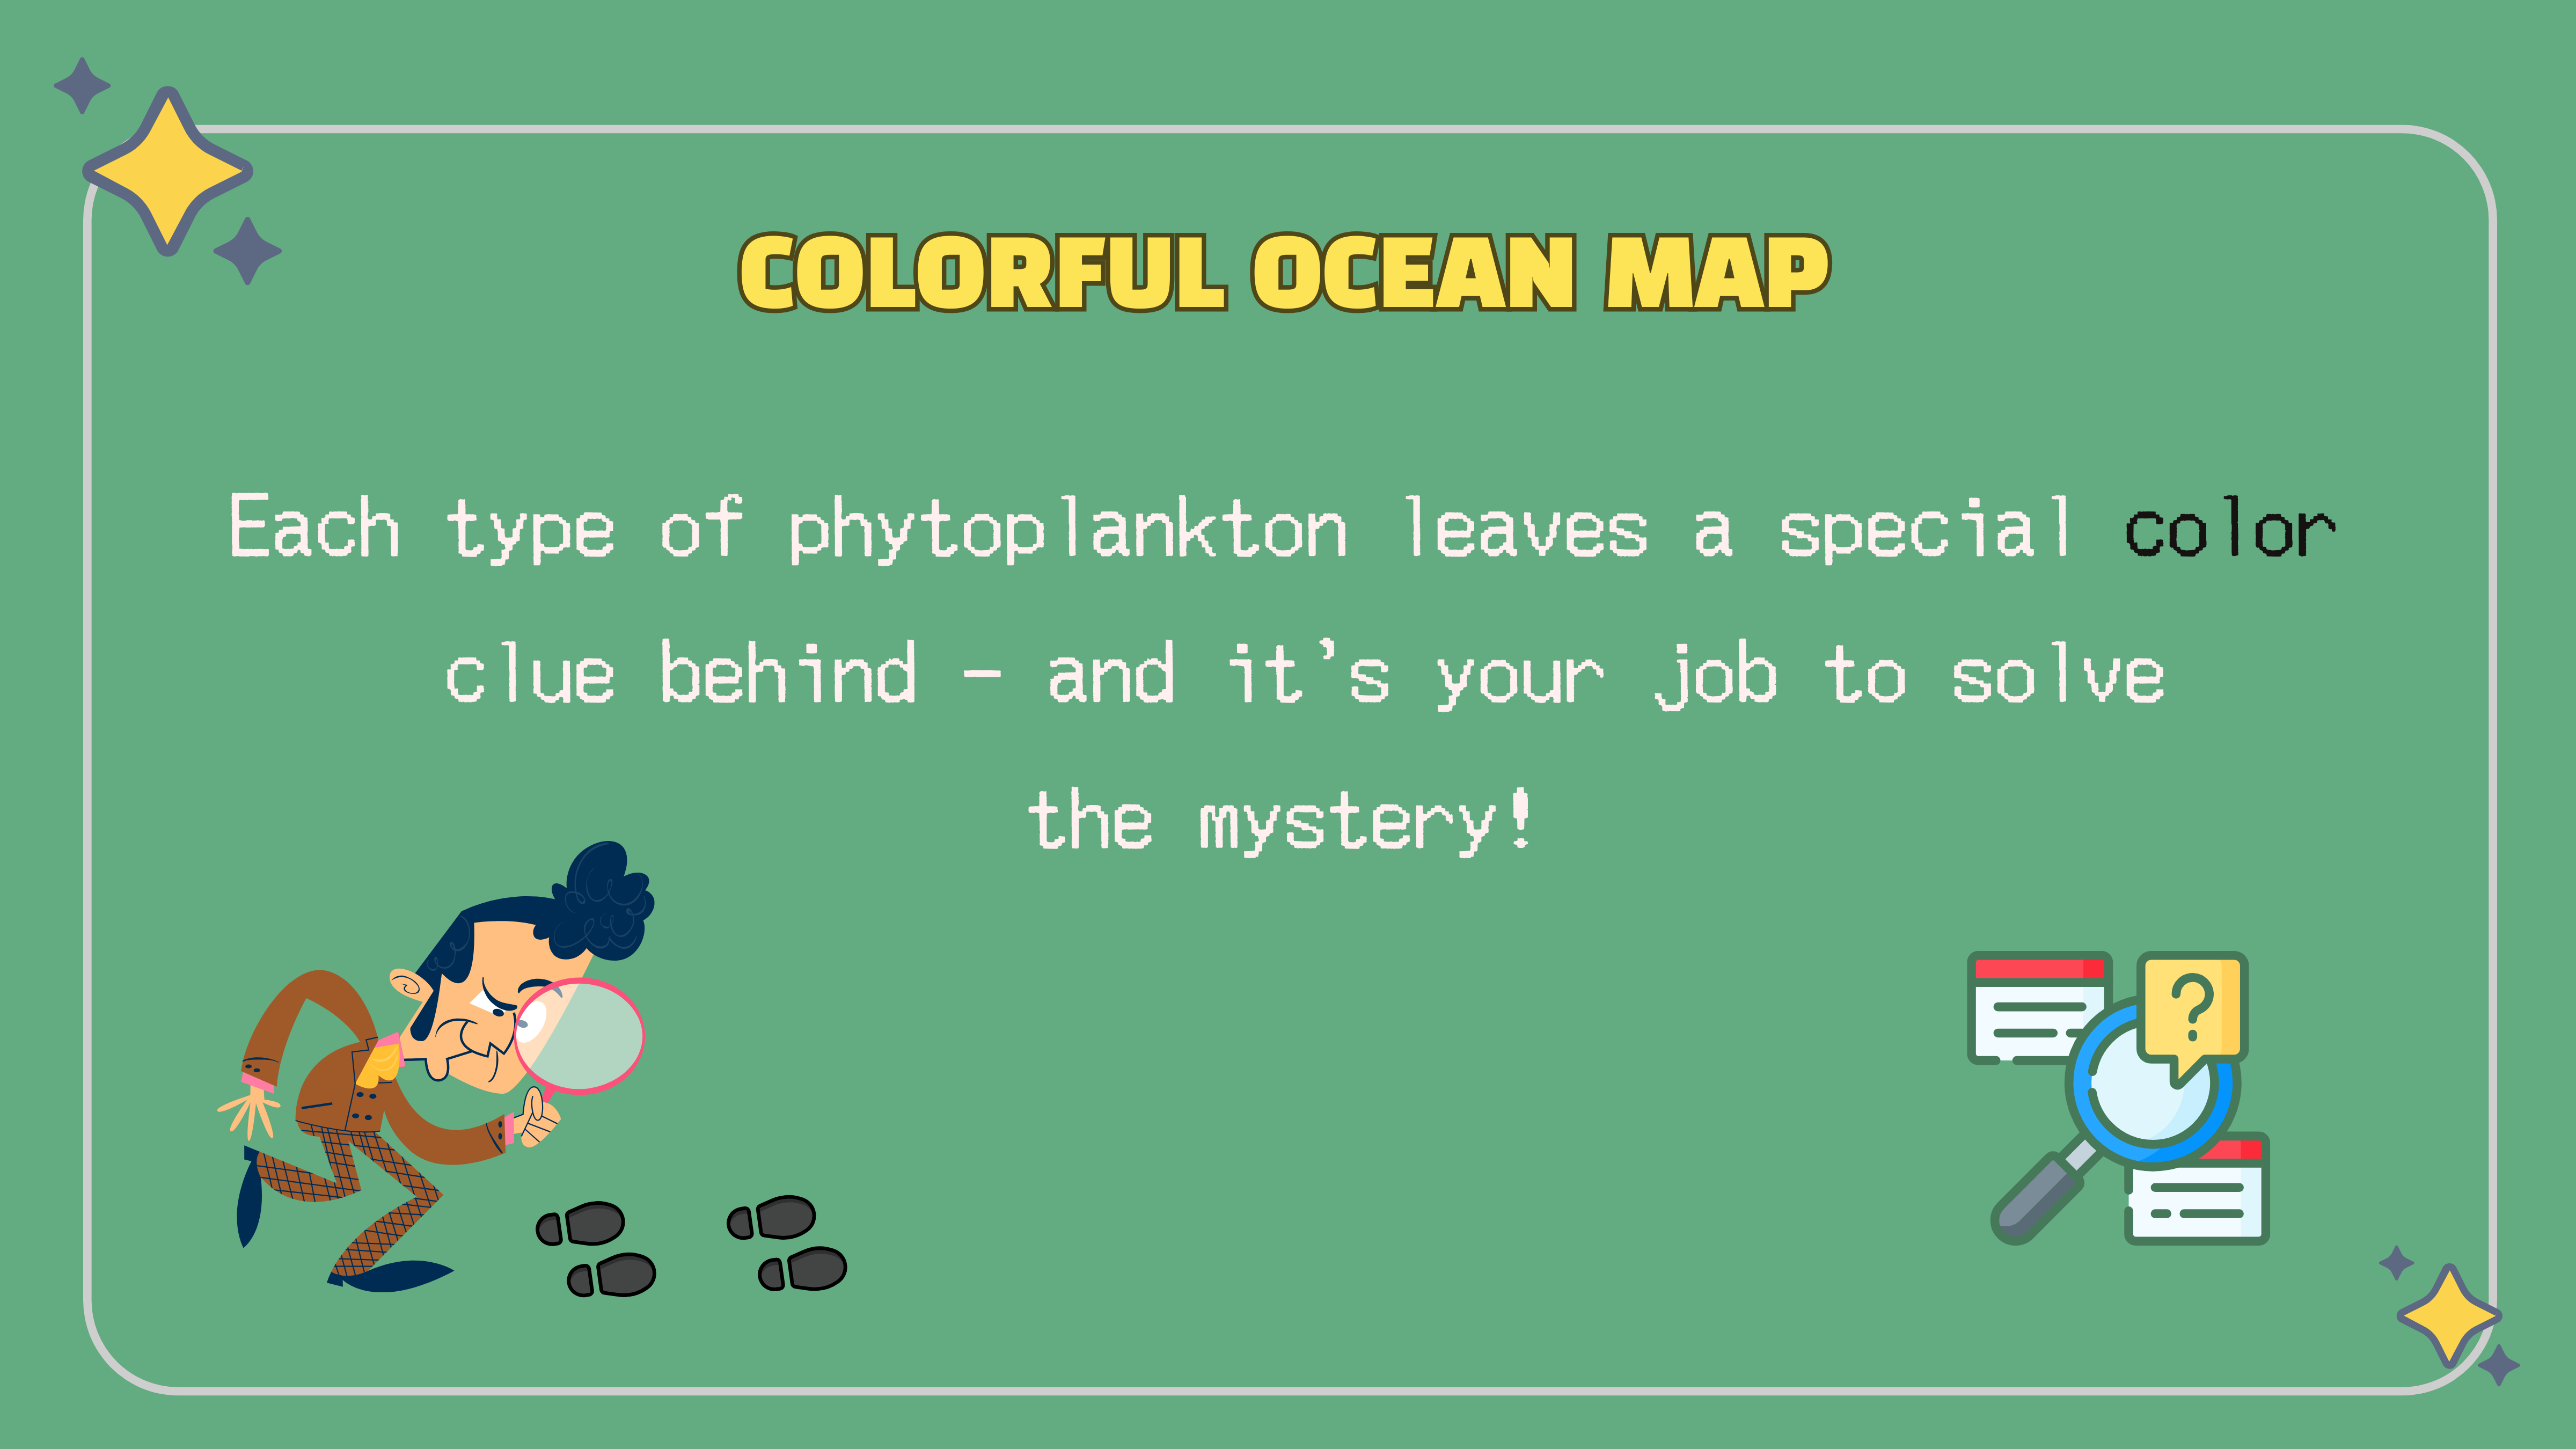 COLORFUL OCEAN MAP
Each type of phytoplankton leaves a special color
clue behind – and it’s your job to solve
the mystery!
?